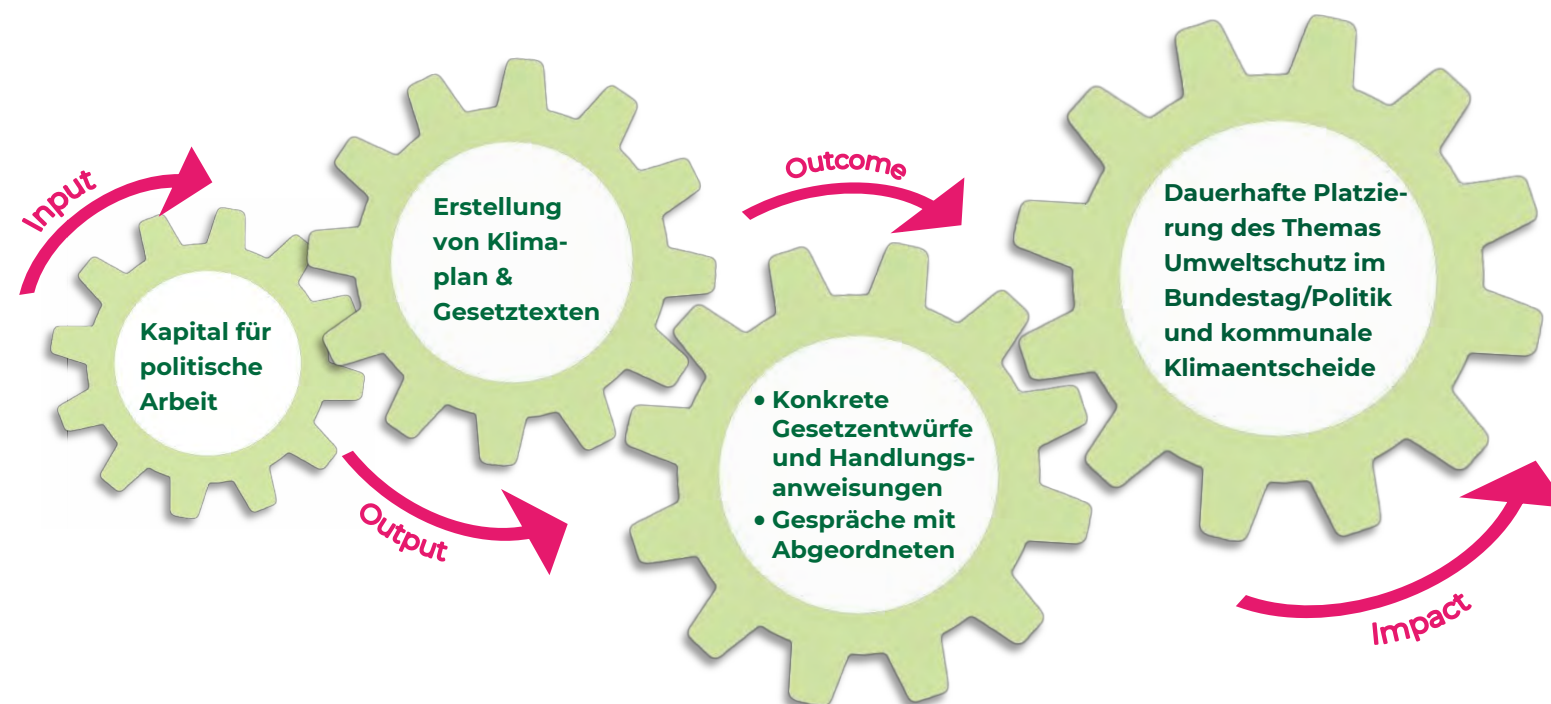 Input
Kapital für
politische
Arbeit
Erstellung
von Klima-
plan &
Gesetztexten
Output
Outcome
• Konkrete
Gesetzentwürfe
und Handlungs-
anweisungen
• Gespräche mit
Abgeordneten
Dauerhafte Platzie-
rung des Themas
Umweltschutz im
Bundestag/Politik
und kommunale
Klimaentscheide
Impact